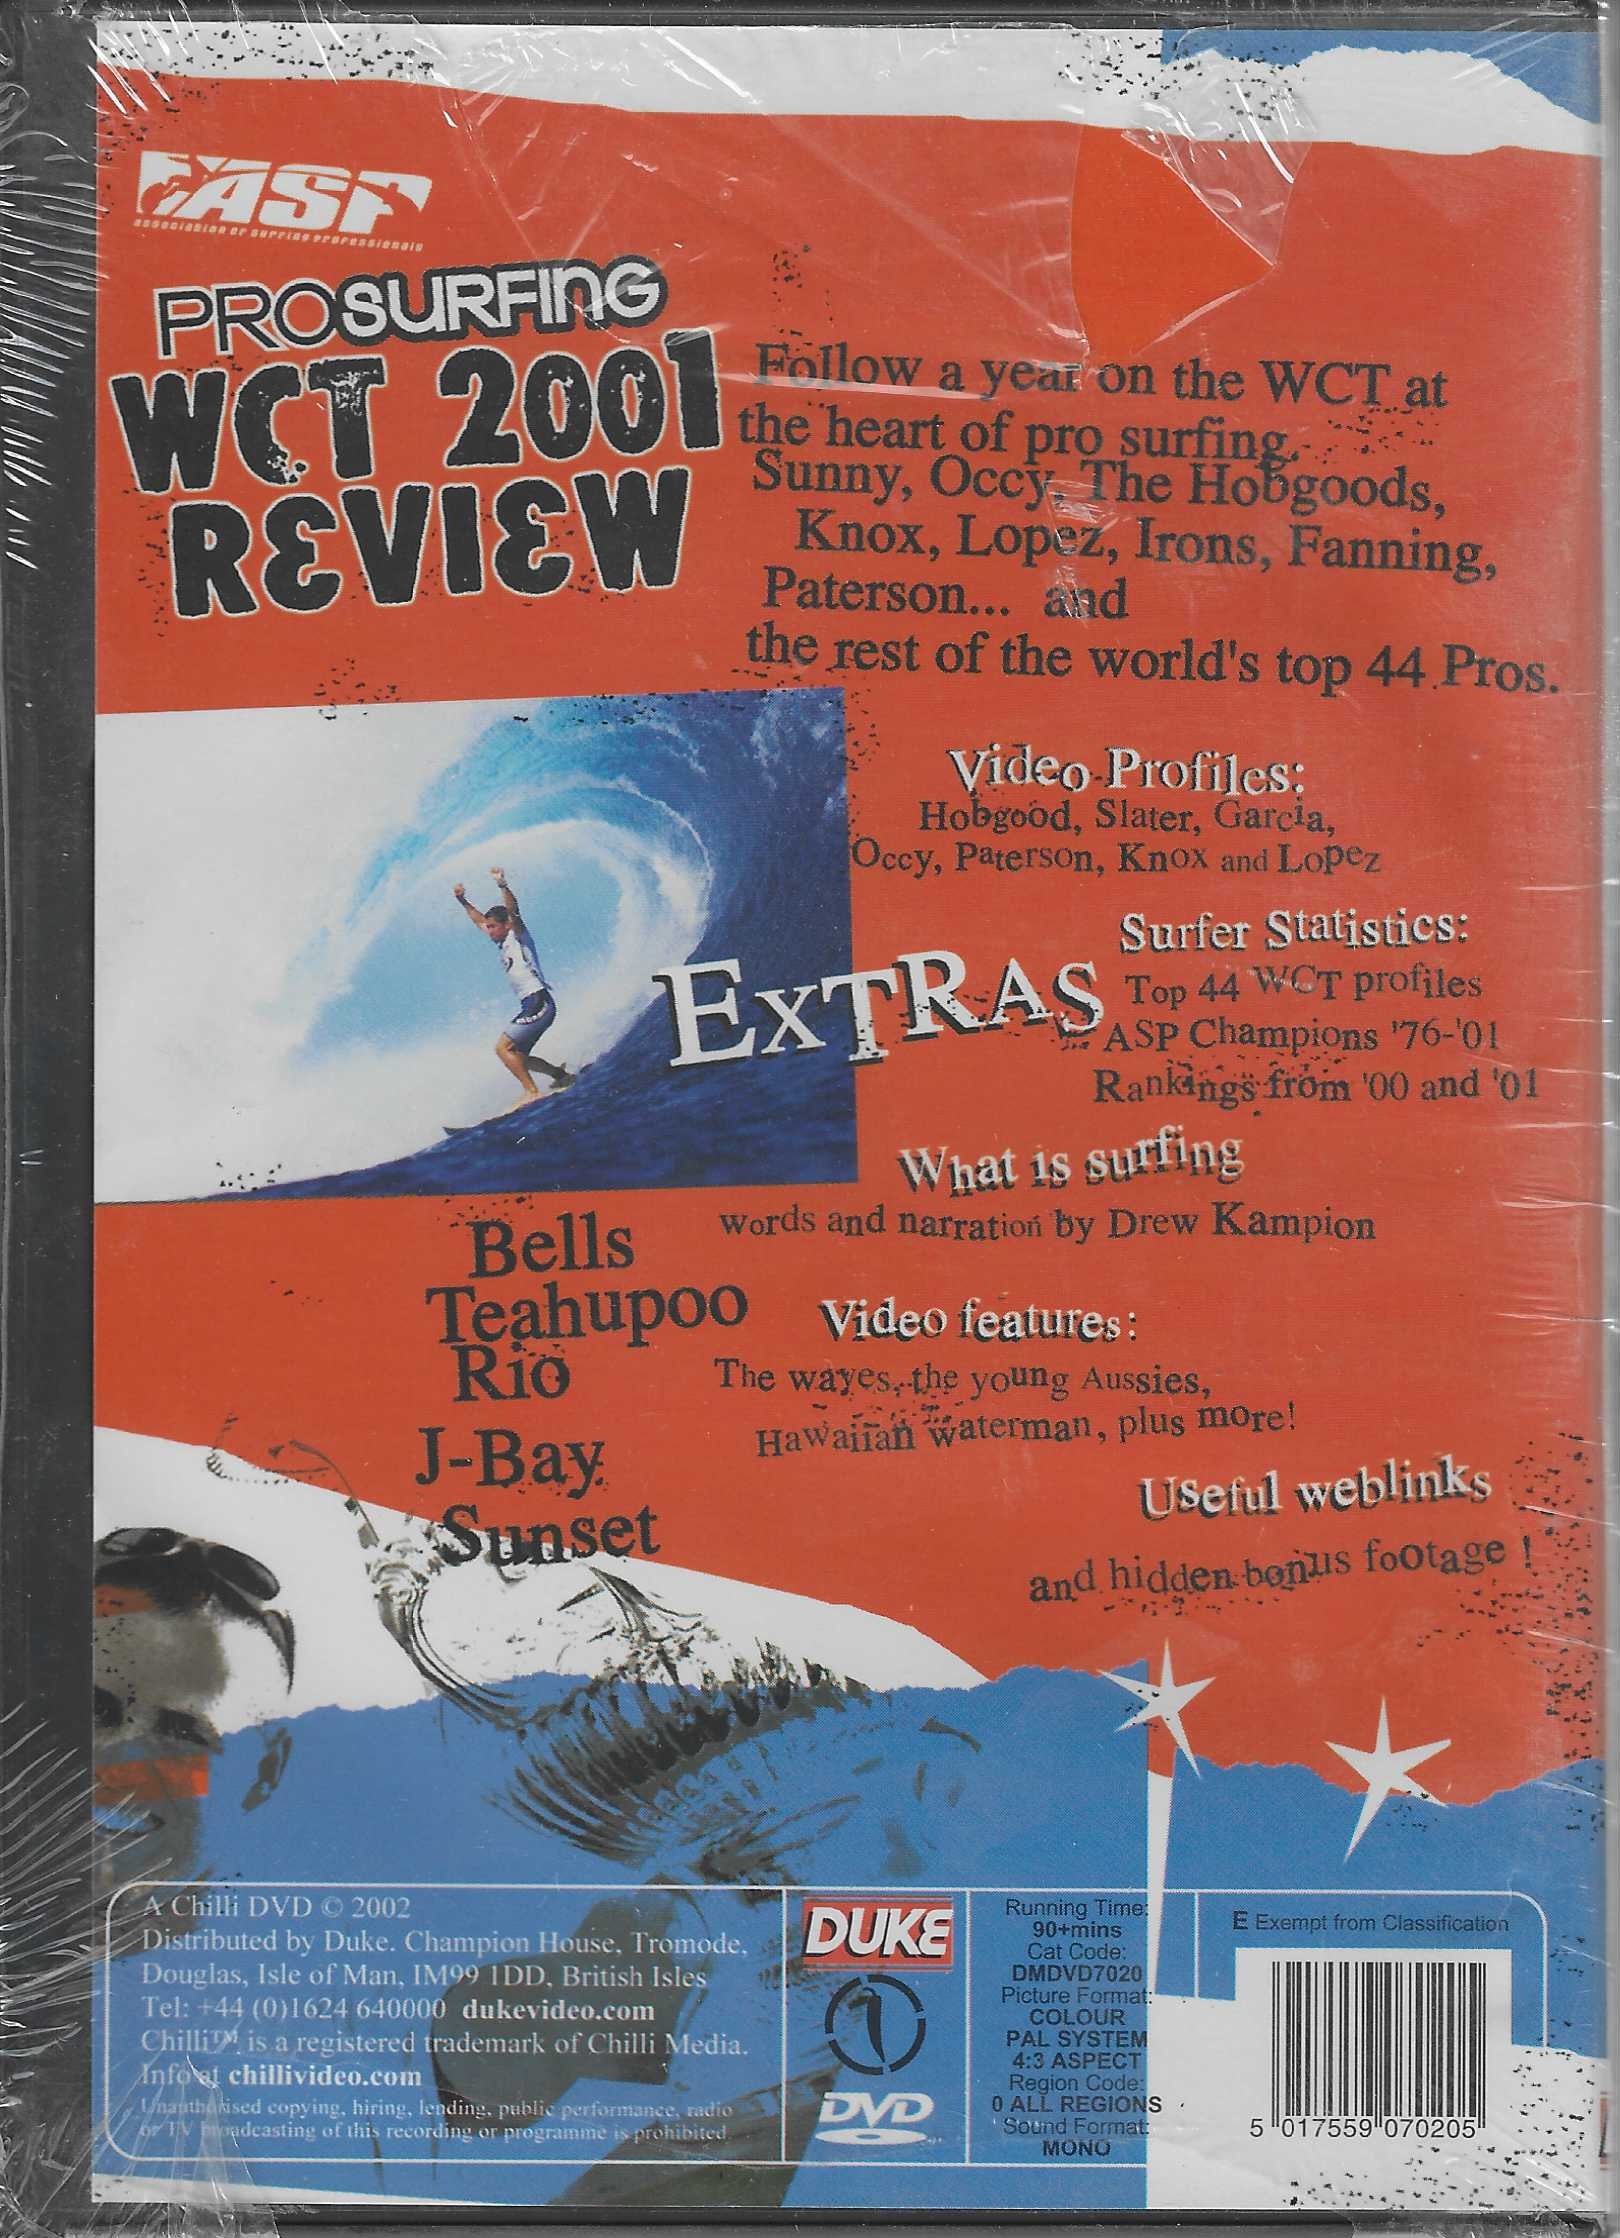 ASP
association of surfing professionals
PROSURFING
WCT 2001
REVIEW
Follow a year on the WCT at
the heart of pro surfing.
Sunny, Occy, The Hobgoods,
Knox, Lopez, Irons, Fanning,
Paterson... and
the rest of the world's top 44 Pros.
Video Profiles:
Hobgood, Slater, Garcia,
Occy, Paterson, Knox and Lopez
EXTRAS
Surfer Statistics:
Top 44 WCT profiles
ASP Champions '76-'01
Rankings from '00 and '01
What is surfing
words and narration by Drew Kampion
Bells
Teahupoo
Rio
J-Bay
Sunset
Video features:
The waves, the young Aussies,
Hawaiian waterman, plus more!
Useful weblinks
and hidden bonus footage !
A Chilli DVD © 2002
Distributed by Duke. Champion House, Tromode,
Douglas, Isle of Man, IM99 1DD, British Isles
Tel: +44 (0)1624 640000 dukevideo.com
Chilli™ is a registered trademark of Chilli Media.
Info at chillivideo.com
Unauthorised copying, hiring, lending, public performance, radio
or TV broadcasting of this recording or programme is prohibited
DUKE
DVD
Running Time:
90+mins
Cat Code:
DMDVD7020
Picture Format:
COLOUR
PAL SYSTEM
4:3 ASPECT
Region Code:
0 ALL REGIONS
Sound Format:
MONO
E Exempt from Classification
5 017559 070205